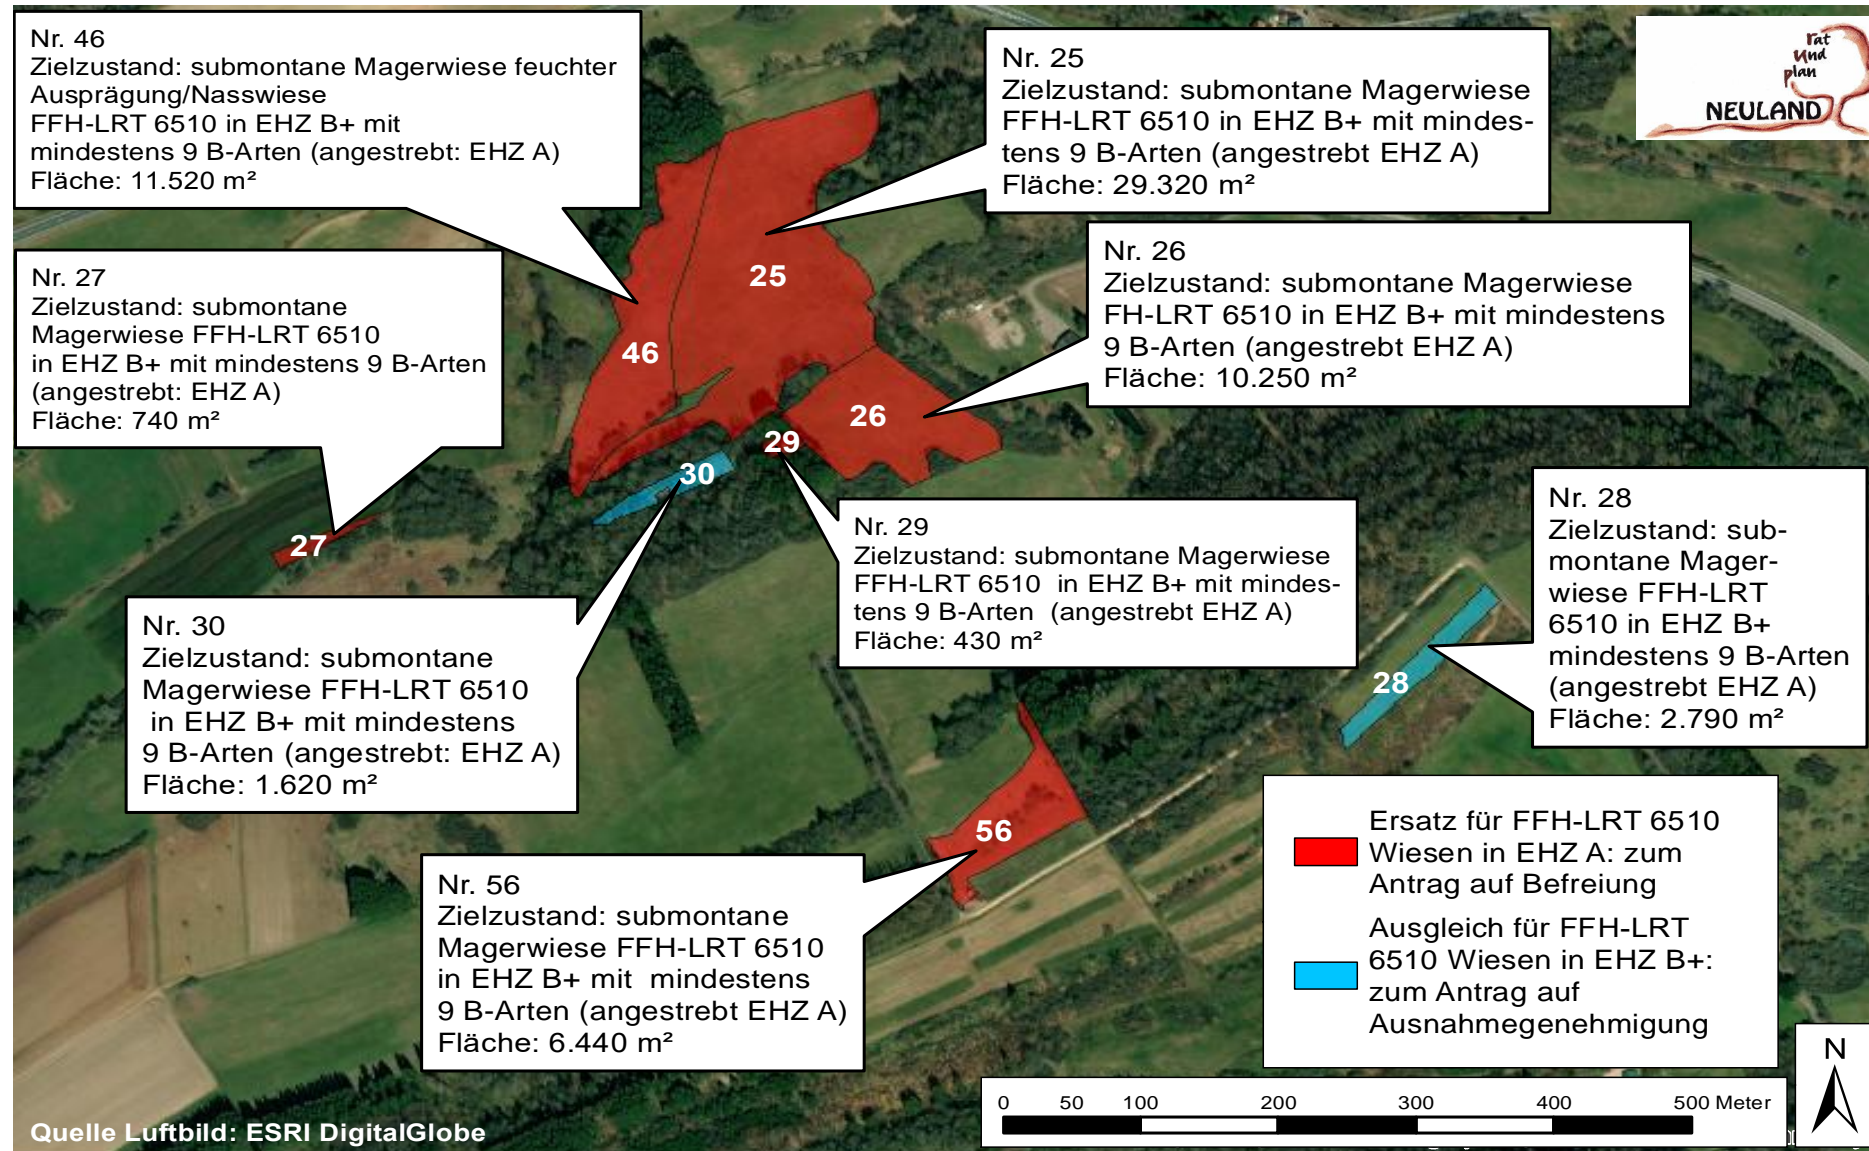 Nr. 46
Zielzustand: submontane Magerwiese feuchter
Ausprägung/Nasswiese
FFH-LRT 6510 in EHZ B+ mit
mindestens 9 B-Arten (angestrebt: EHZ A)
Fläche: 11.520 m²
Nr. 25
Zielzustand: submontane Magerwiese
FFH-LRT 6510 in EHZ B+ mit mindes-
tens 9 B-Arten (angestrebt EHZ A)
Fläche: 29.320 m²
rat
und
plan
NEULAND
Nr. 26
Zielzustand: submontane Magerwiese
FH-LRT 6510 in EHZ B+ mit mindestens
9 B-Arten (angestrebt EHZ A)
Fläche: 10.250 m²
Nr. 27
Zielzustand: submontane
Magerwiese FFH-LRT 6510
in EHZ B+ mit mindestens 9 B-Arten
(angestrebt: EHZ A)
Fläche: 740 m²
25
46
26
29
30
27
Nr. 29
Zielzustand: submontane Magerwiese
FFH-LRT 6510 in EHZ B+ mit mindes-
tens 9 B-Arten (angestrebt EHZ A)
Fläche: 430 m²
Nr. 28
Zielzustand: sub-
montane Mager-
wiese FFH-LRT
6510 in EHZ B+
mindestens 9 B-Arten
(angestrebt EHZ A)
Fläche: 2.790 m²
Nr. 30
Zielzustand: submontane
Magerwiese FFH-LRT 6510
in EHZ B+ mit mindestens
9 B-Arten (angestrebt: EHZ A)
Fläche: 1.620 m²
28
56
Nr. 56
Zielzustand: submontane
Magerwiese FFH-LRT 6510
in EHZ B+ mit mindestens
9 B-Arten (angestrebt EHZ A)
Fläche: 6.440 m²
Ersatz für FFH-LRT 6510
Wiesen in EHZ A: zum
Antrag auf Befreiung
Ausgleich für FFH-LRT
6510 Wiesen in EHZ B+:
zum Antrag auf
Ausnahmegenehmigung
N
0 50 100 200 300 400 500 Meter
Quelle Luftbild: ESRI DigitalGlobe